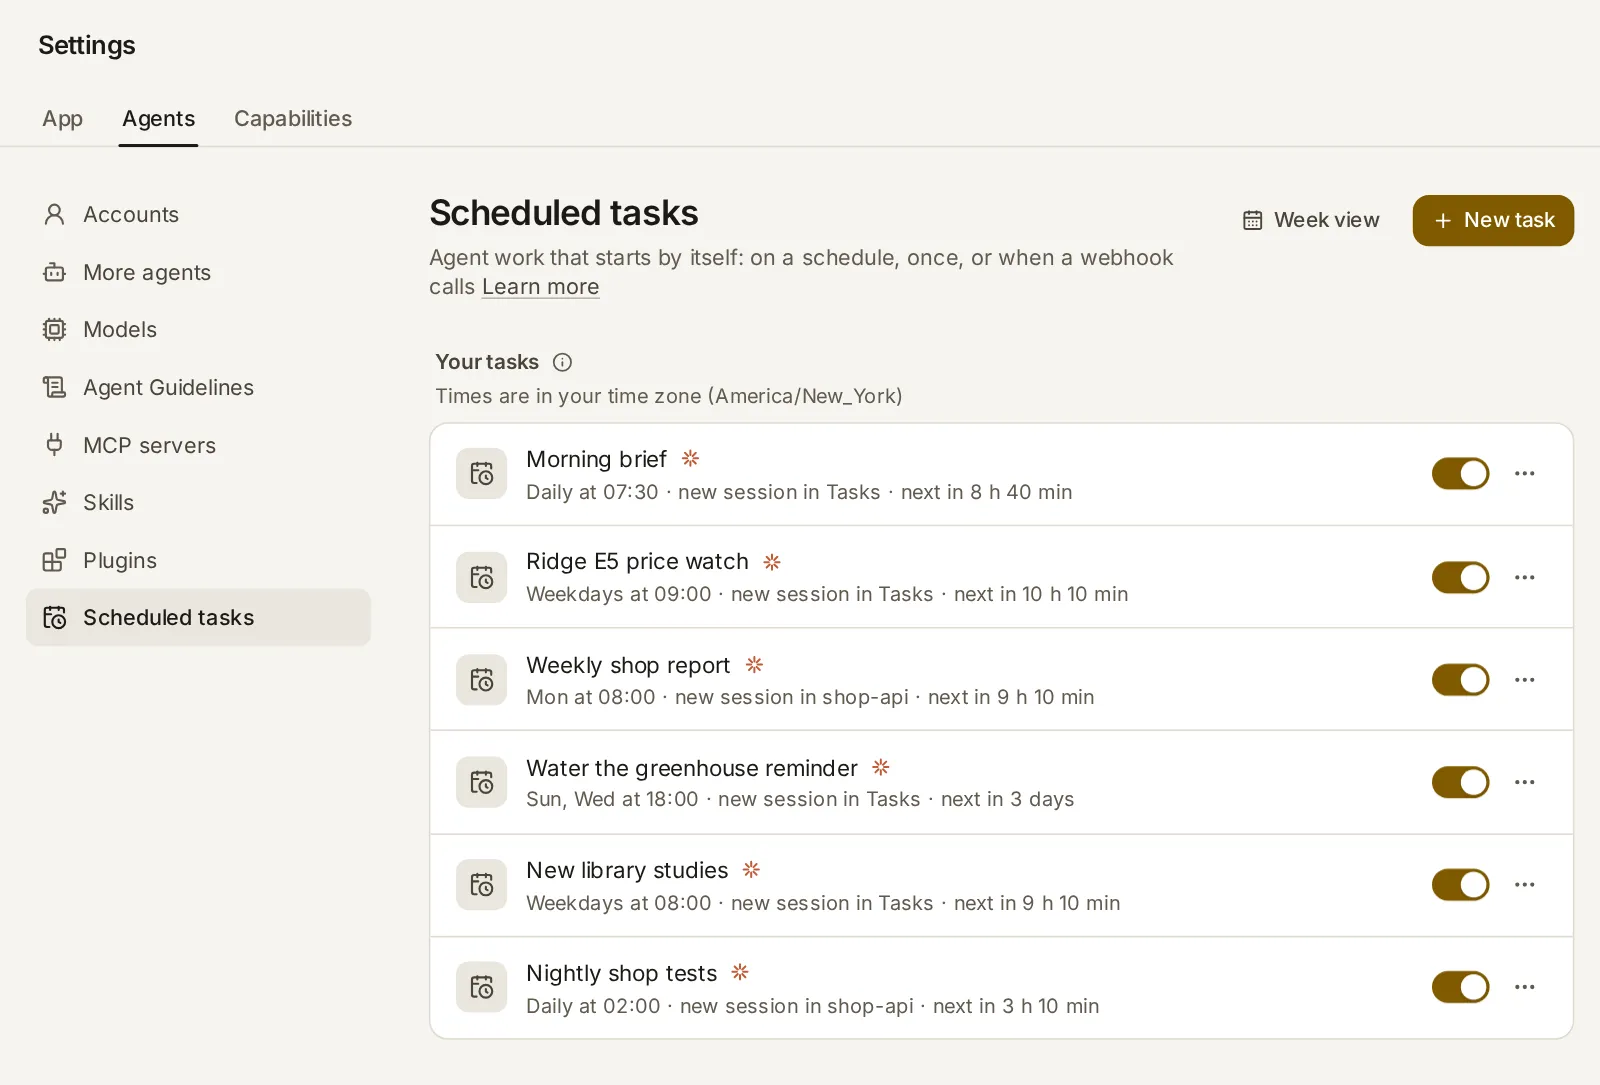 Settings
App
Agents
Capabilities
Accounts
More agents
Models
Agent Guidelines
MCP servers
Skills
Plugins
Scheduled tasks
Scheduled tasks
Agent work that starts by itself: on a schedule, once, or when a webhook
calls Learn more
Week view
New task
Your tasks
Times are in your time zone (America/New_York)
Morning brief
Daily at 07:30 · new session in Tasks · next in 8 h 40 min
Ridge E5 price watch
Weekdays at 09:00 · new session in Tasks · next in 10 h 10 min
Weekly shop report
Mon at 08:00 · new session in shop-api · next in 9 h 10 min
Water the greenhouse reminder
Sun, Wed at 18:00 · new session in Tasks · next in 3 days
New library studies
Weekdays at 08:00 · new session in Tasks · next in 9 h 10 min
Nightly shop tests
Daily at 02:00 · new session in shop-api · next in 3 h 10 min